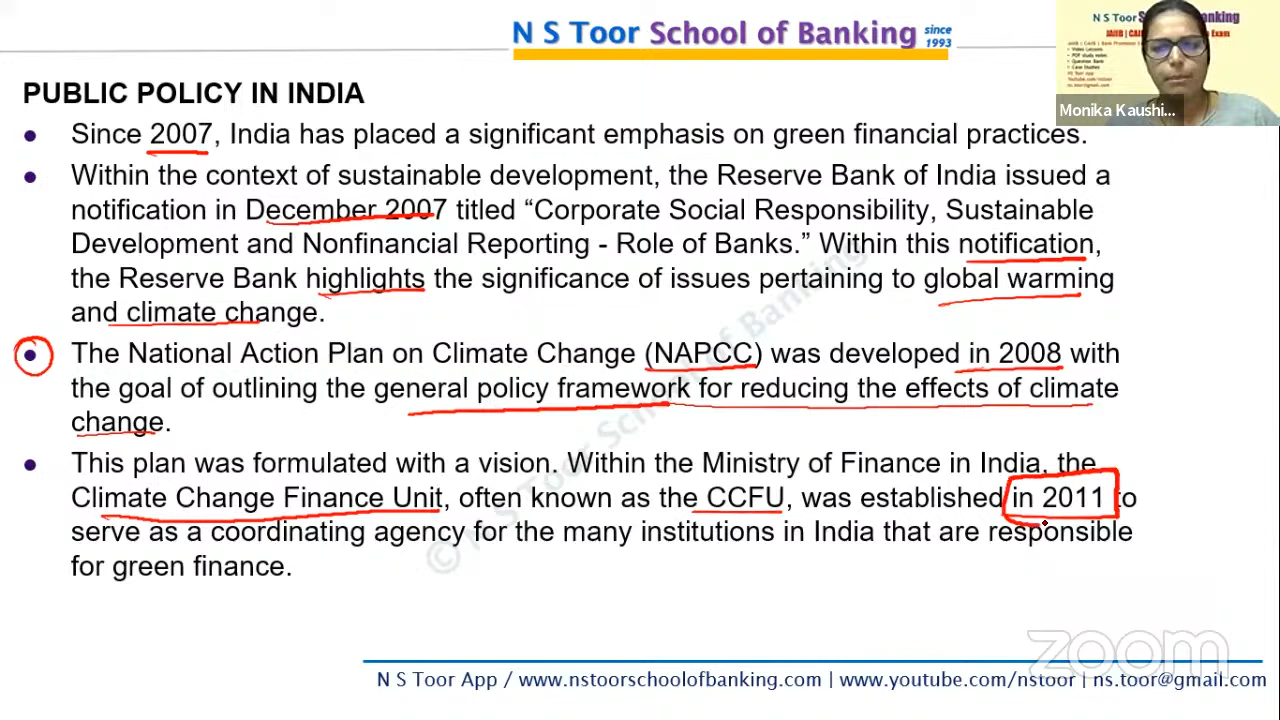 N S Toor School of Banking since 1993
PUBLIC POLICY IN INDIA
• Since 2007, India has placed a significant emphasis on green financial practices.
• Within the context of sustainable development, the Reserve Bank of India issued a
notification in December 2007 titled “Corporate Social Responsibility, Sustainable
Development and Nonfinancial Reporting - Role of Banks.” Within this notification,
the Reserve Bank highlights the significance of issues pertaining to global warming
and climate change.
• The National Action Plan on Climate Change (NAPCC) was developed in 2008 with
the goal of outlining the general policy framework for reducing the effects of climate
change.
• This plan was formulated with a vision. Within the Ministry of Finance in India, the
Climate Change Finance Unit, often known as the CCFU, was established in 2011 to
serve as a coordinating agency for the many institutions in India that are responsible
for green finance.
© N S Toor School of Banking
Monika Kaushi...
zoom
N S Toor App / www.nstoorschoolofbanking.com | www.youtube.com/nstoor | ns.toor@gmail.com